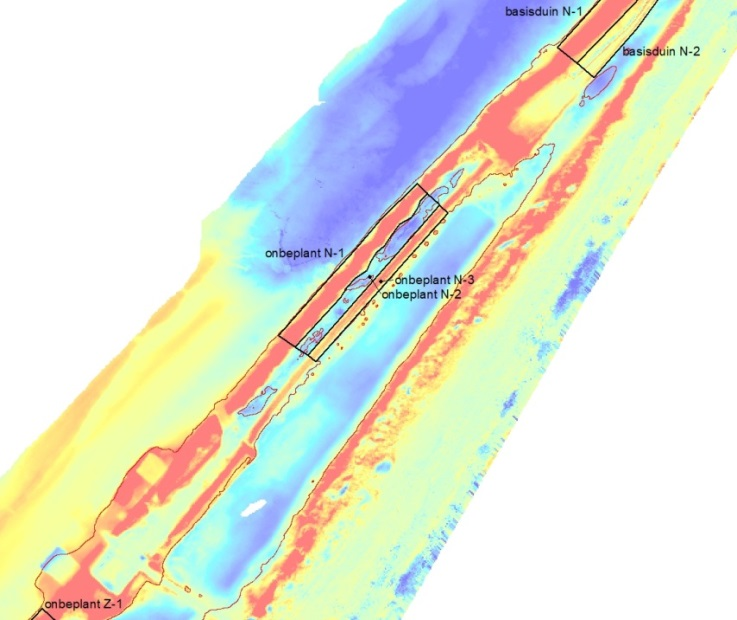 basisduin N-1
basisduin N-2
onbeplant N-1
onbeplant N-3
onbeplant N-2
onbeplant Z-1